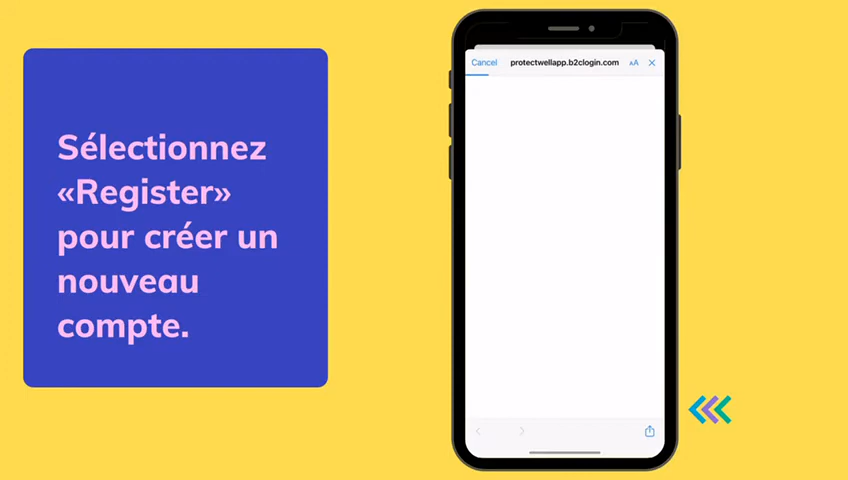 Sélectionnez
«Register»
pour créer un
nouveau
compte.
Cancel protectwellapp.b2clogin.com AA